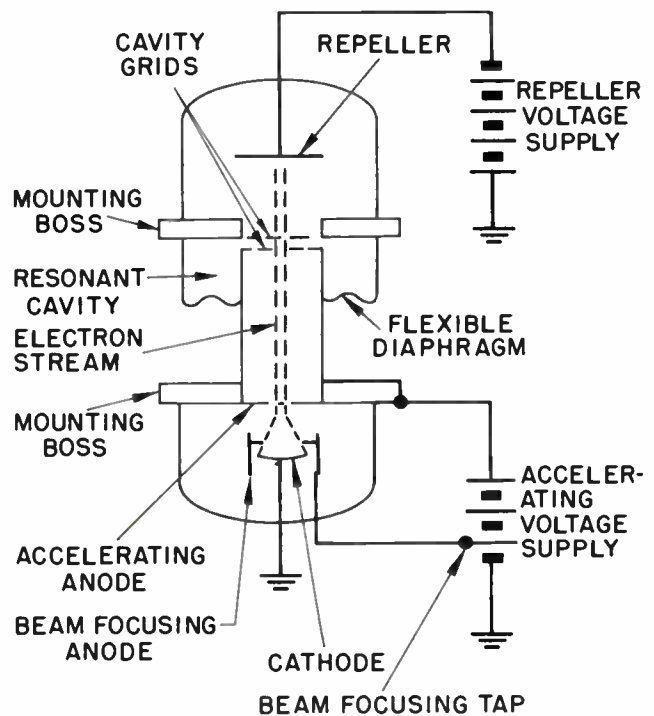 CAVITY
GRIDS
REPELLER
REPELLER
VOLTAGE
SUPPLY
MOUNTING
BOSS
RESONANT
CAVITY
ELECTRON
STREAM
FLEXIBLE
DIAPHRAGM
MOUNTING
BOSS
ACCELER-
ATING
VOLTAGE
SUPPLY
ACCELERATING
ANODE
BEAM FOCUSING
ANODE
CATHODE
BEAM FOCUSING TAP